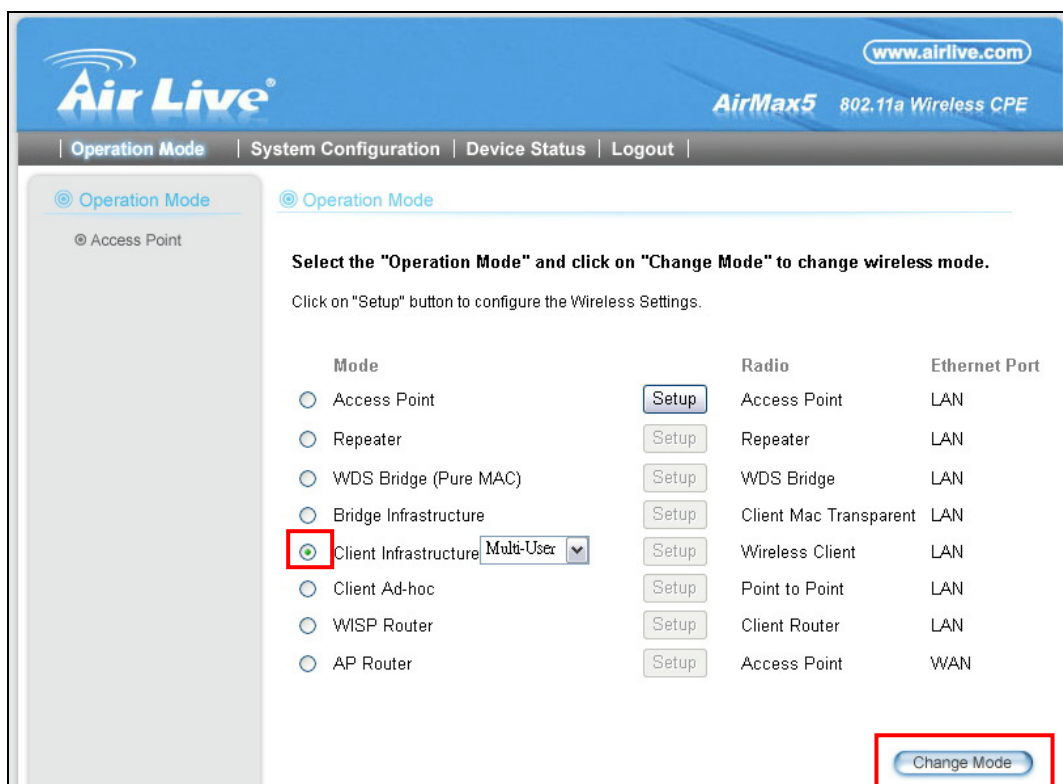 www.airlive.com
Air Live®
AirMax5 802.11a Wireless CPE
| Operation Mode | System Configuration | Device Status | Logout |
Operation Mode
Access Point
Operation Mode
Select the "Operation Mode" and click on "Change Mode" to change wireless mode.
Click on "Setup" button to configure the Wireless Settings.
Mode Radio Ethernet Port
Access Point Setup Access Point LAN
Repeater Setup Repeater LAN
WDS Bridge (Pure MAC) Setup WDS Bridge LAN
Bridge Infrastructure Setup Client Mac Transparent LAN
Client Infrastructure Multi-User Setup Wireless Client LAN
Client Ad-hoc Setup Point to Point LAN
WISP Router Setup Client Router LAN
AP Router Setup Access Point WAN
Change Mode